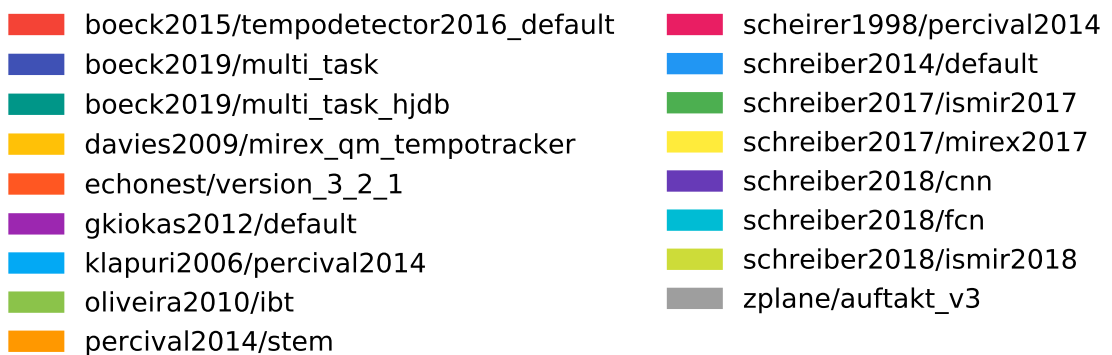 boeck2015/tempodetector2016_default
boeck2019/multi_task
boeck2019/multi_task_hjdb
davies2009/mirex_qm_tempotracker
echonest/version_3_2_1
gkiokas2012/default
klapuri2006/percival2014
oliveira2010/ibt
percival2014/stem
scheirer1998/percival2014
schreiber2014/default
schreiber2017/ismir2017
schreiber2017/mirex2017
schreiber2018/cnn
schreiber2018/fcn
schreiber2018/ismir2018
zplane/auftakt_v3